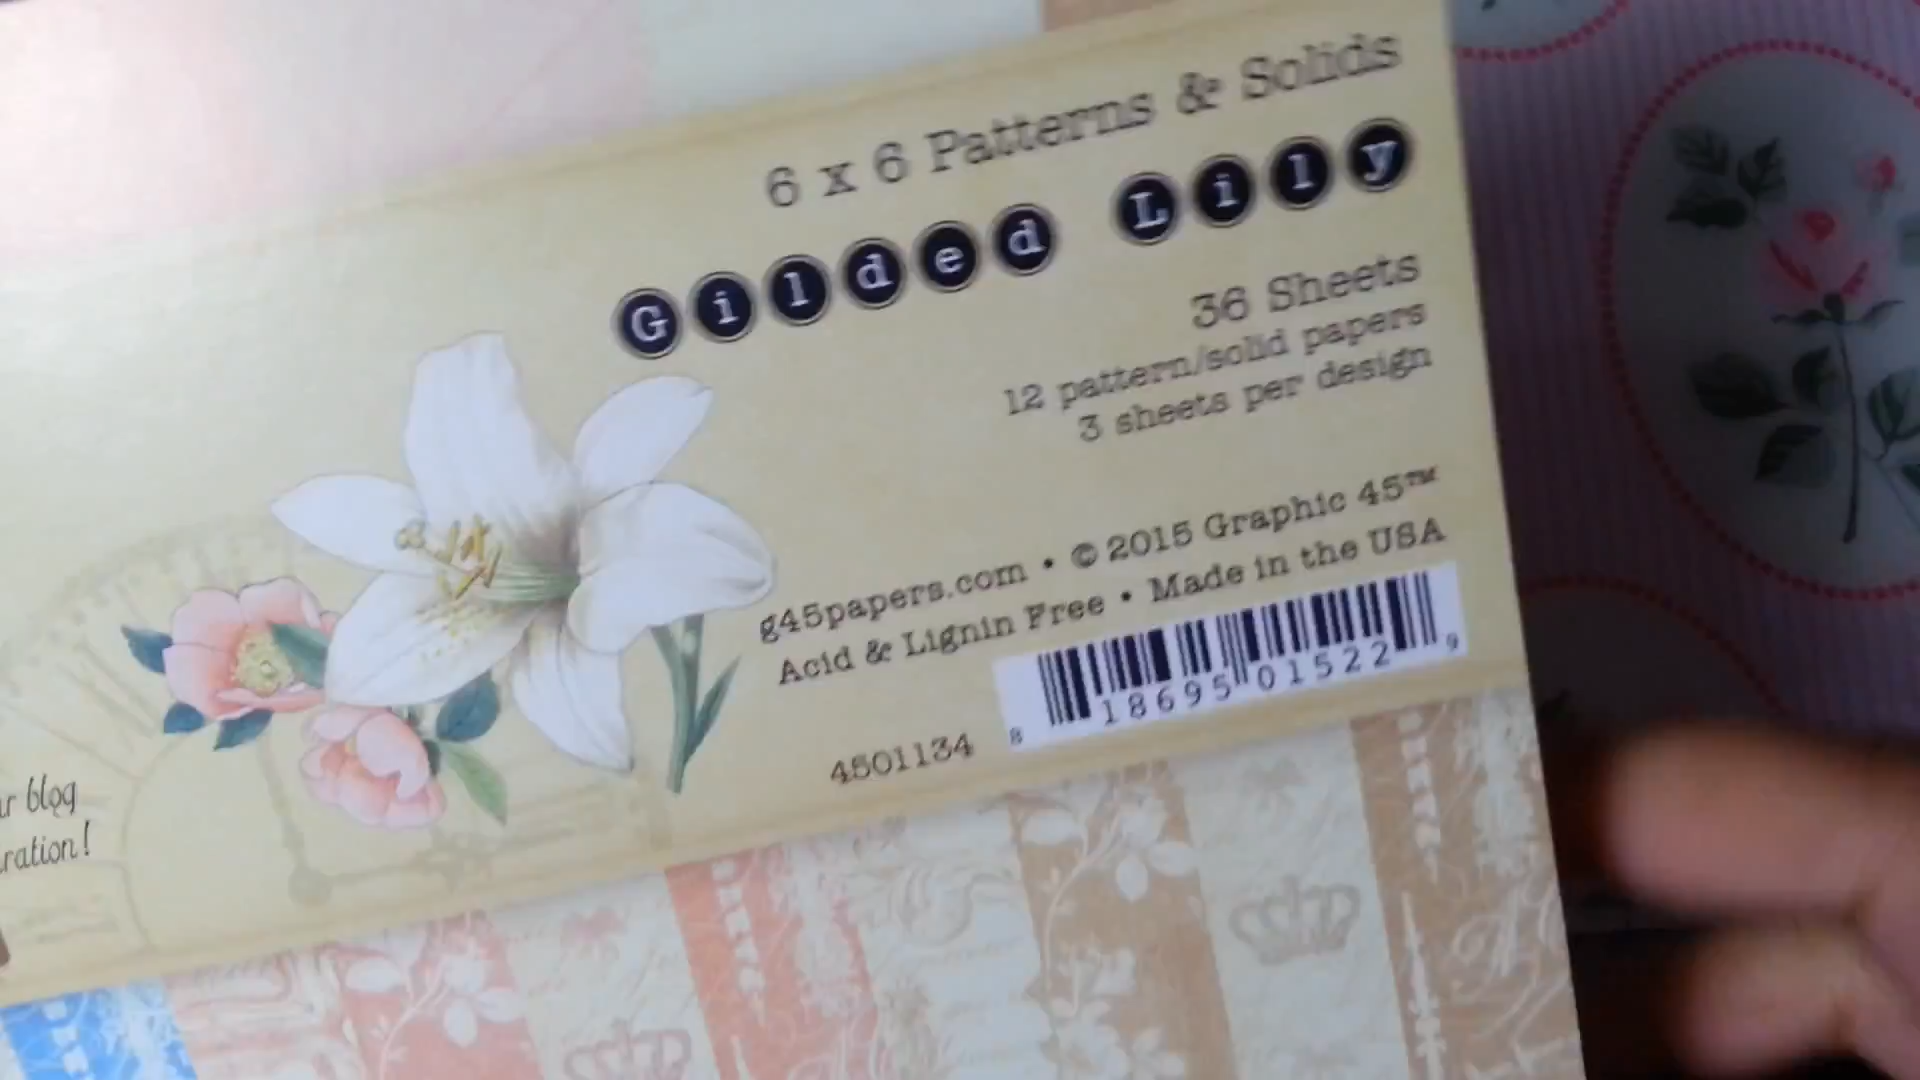 6 x 6 Patterns & Solids
Gilded Lily
36 Sheets
12 pattern/solid papers
3 sheets per design
g45papers.com • © 2015 Graphic 45™
Acid & Lignin Free • Made in the USA
8 18695 01522 9
4501134
blog